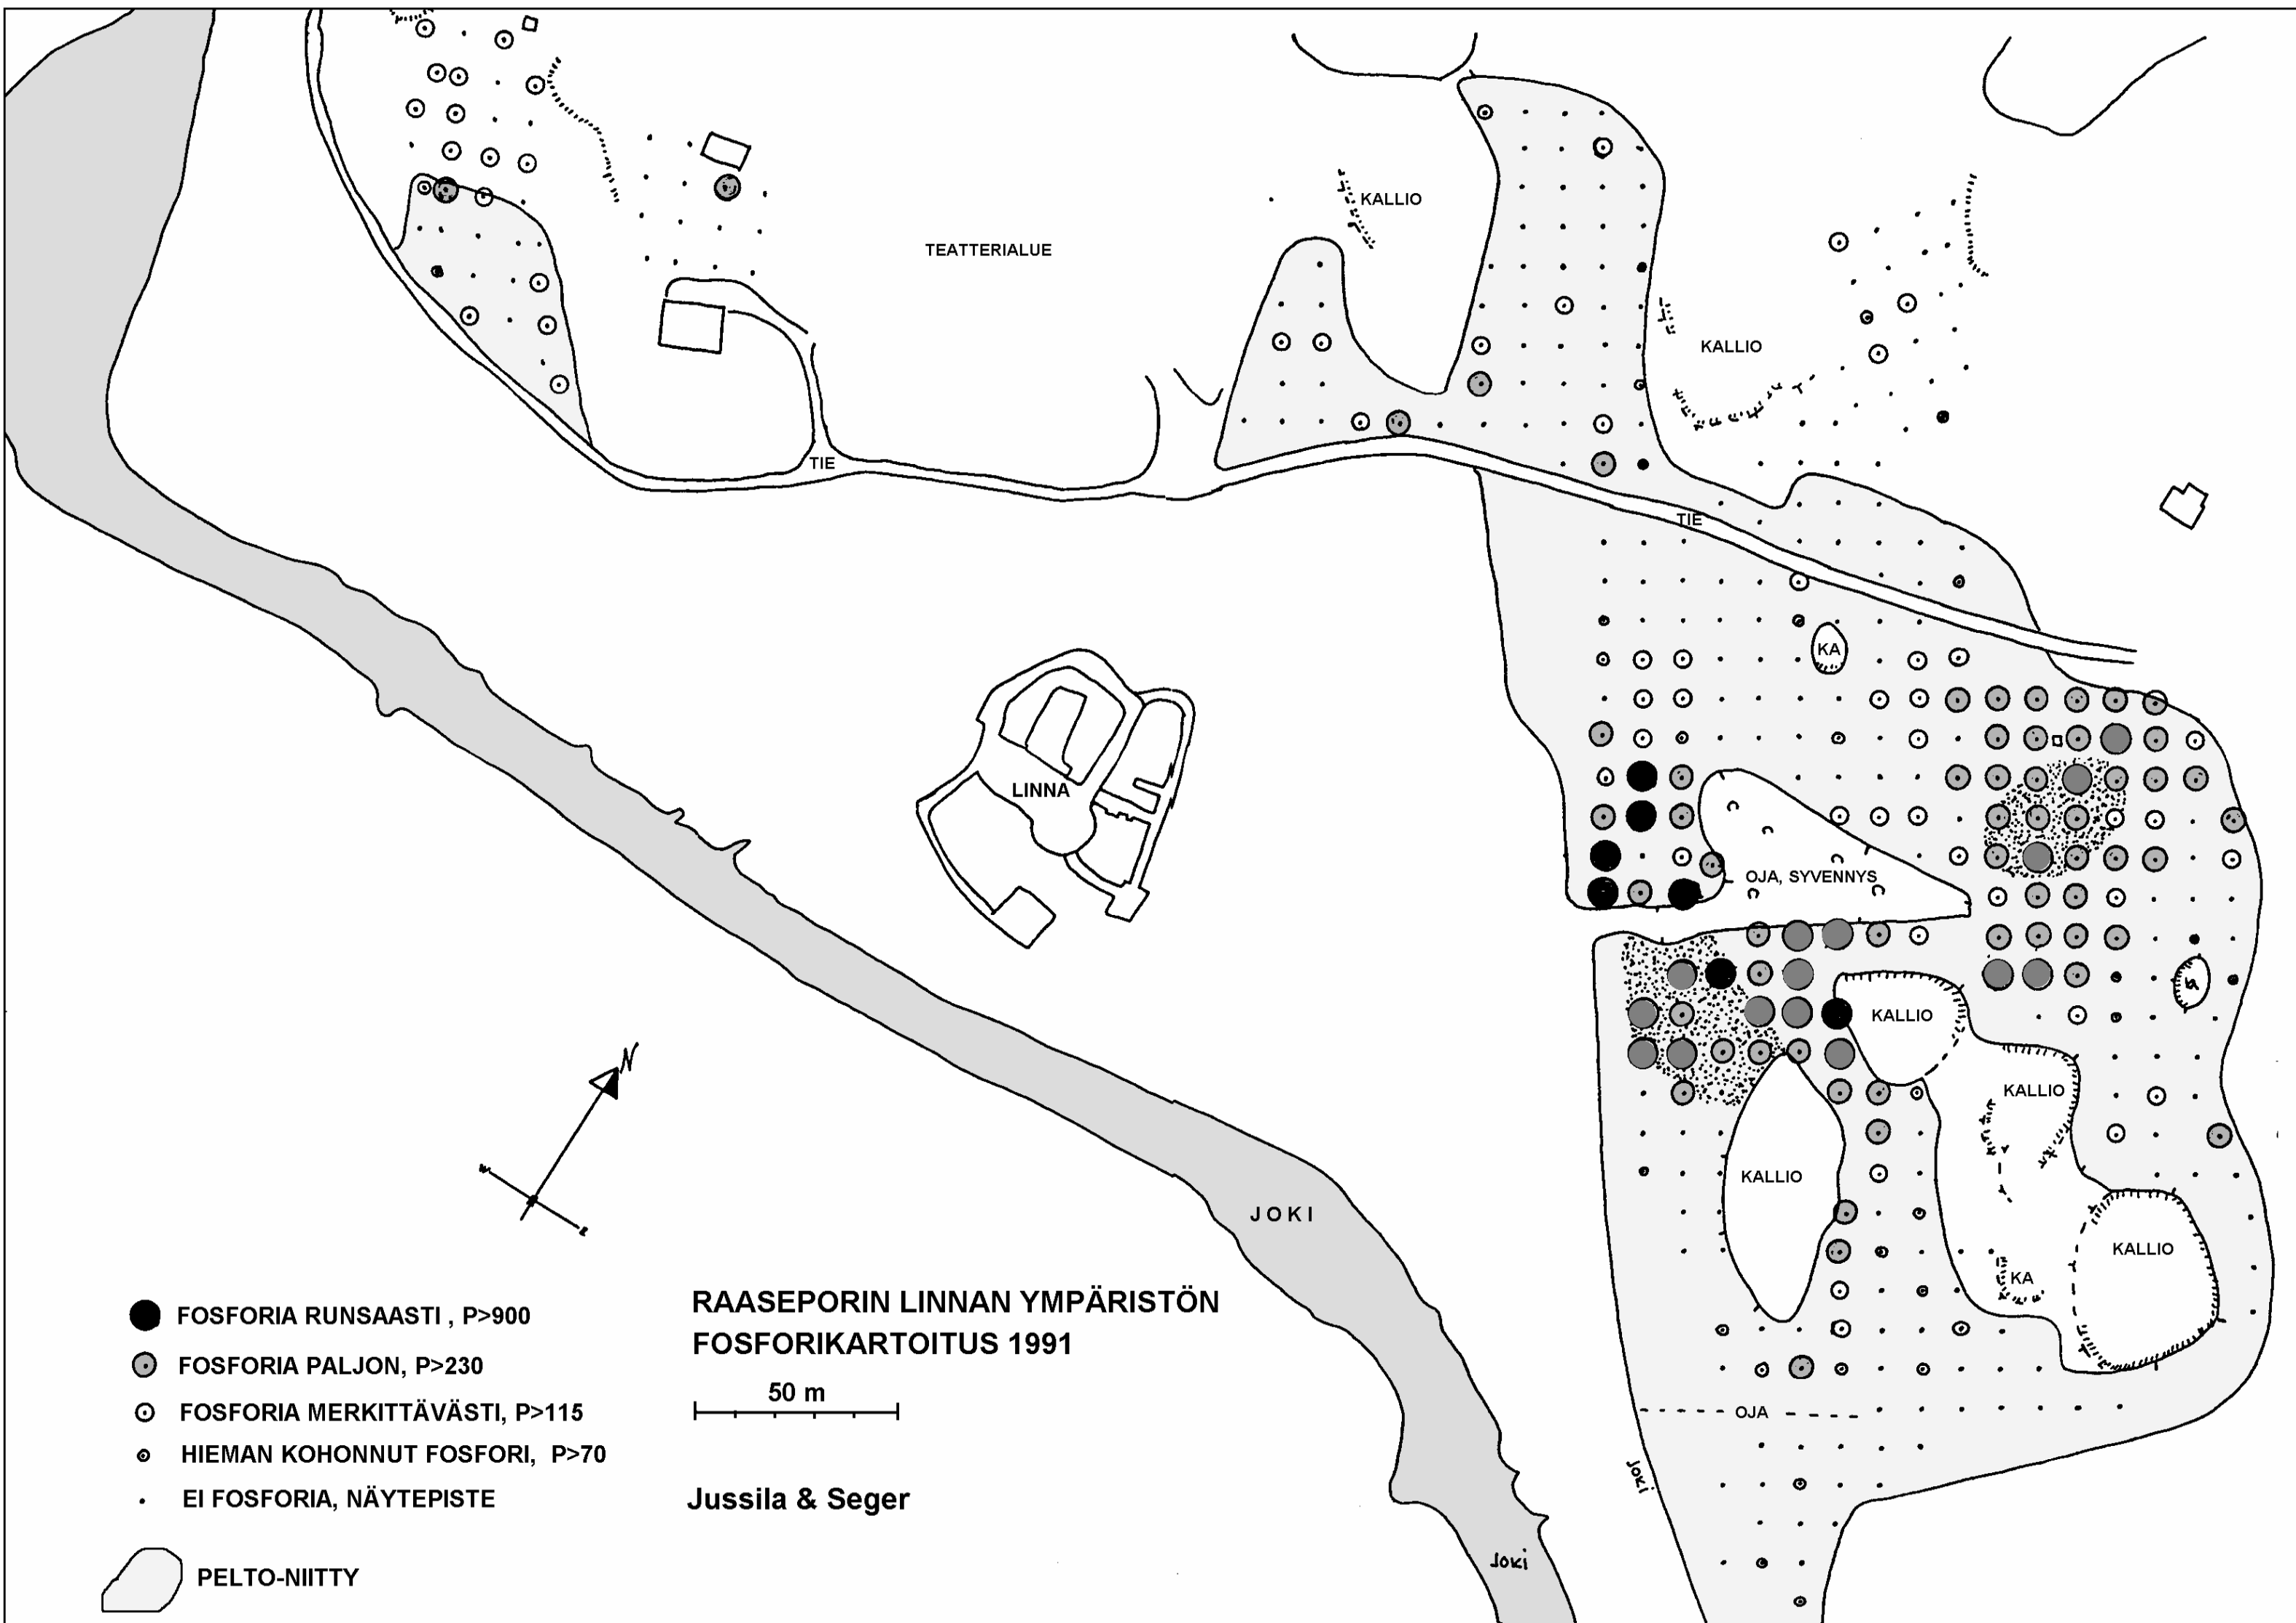 KALLIO
TEATTERIALUE
KALLIO
TIE
TIE
KA
LINNA
OJA, SYVENNYS
KALLIO
N
KALLIO
KALLIO
JOKI
KALLIO
KA
OJA
Joki
Joki
FOSFORIA RUNSAASTI , P>900
FOSFORIA PALJON, P>230
FOSFORIA MERKITTÄVÄSTI, P>115
HIEMAN KOHONNUT FOSFORI, P>70
EI FOSFORIA, NÄYTEPISTE
PELTO-NIITTY
RAASEPORIN LINNAN YMPÄRISTÖN
FOSFORIKARTOITUS 1991
50 m
Jussila & Seger